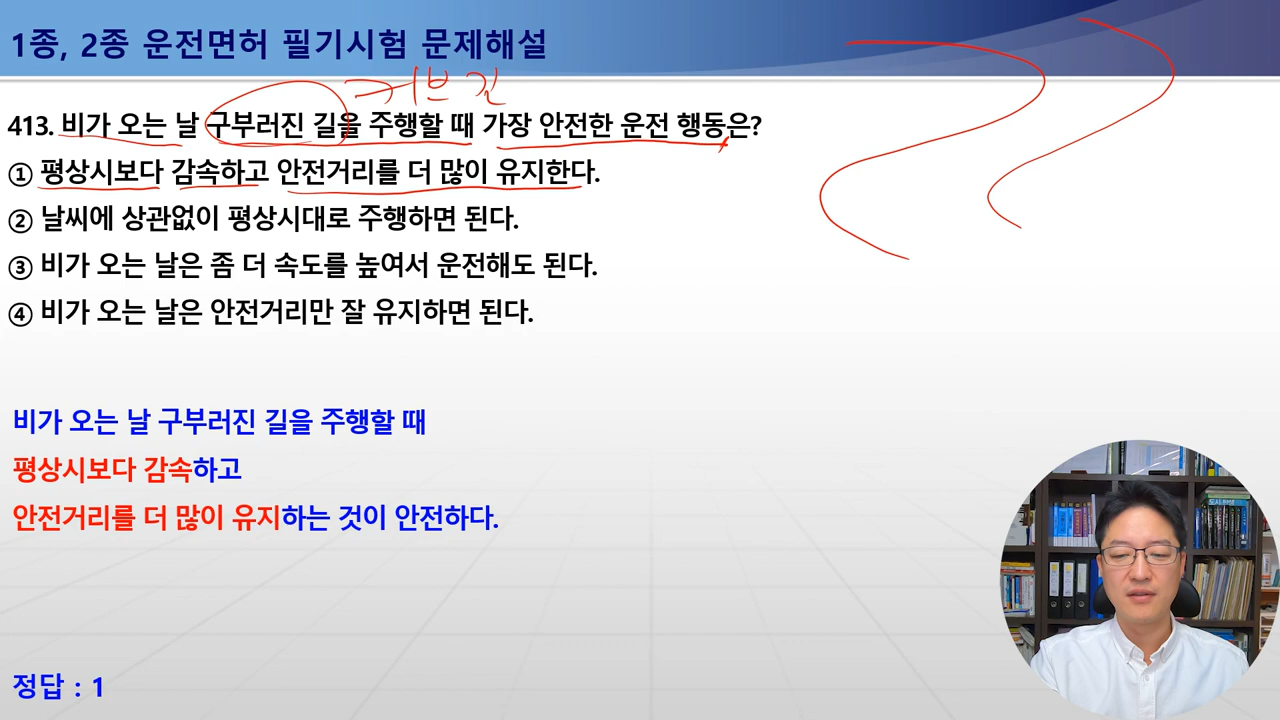 1종, 2종 운전면허 필기시험 문제해설
커브길
413. 비가 오는 날 구부러진 길을 주행할 때 가장 안전한 운전 행동은?
① 평상시보다 감속하고 안전거리를 더 많이 유지한다.
② 날씨에 상관없이 평상시대로 주행하면 된다.
③ 비가 오는 날은 좀 더 속도를 높여서 운전해도 된다.
④ 비가 오는 날은 안전거리만 잘 유지하면 된다.
비가 오는 날 구부러진 길을 주행할 때
평상시보다 감속하고
안전거리를 더 많이 유지하는 것이 안전하다.
정답 : 1